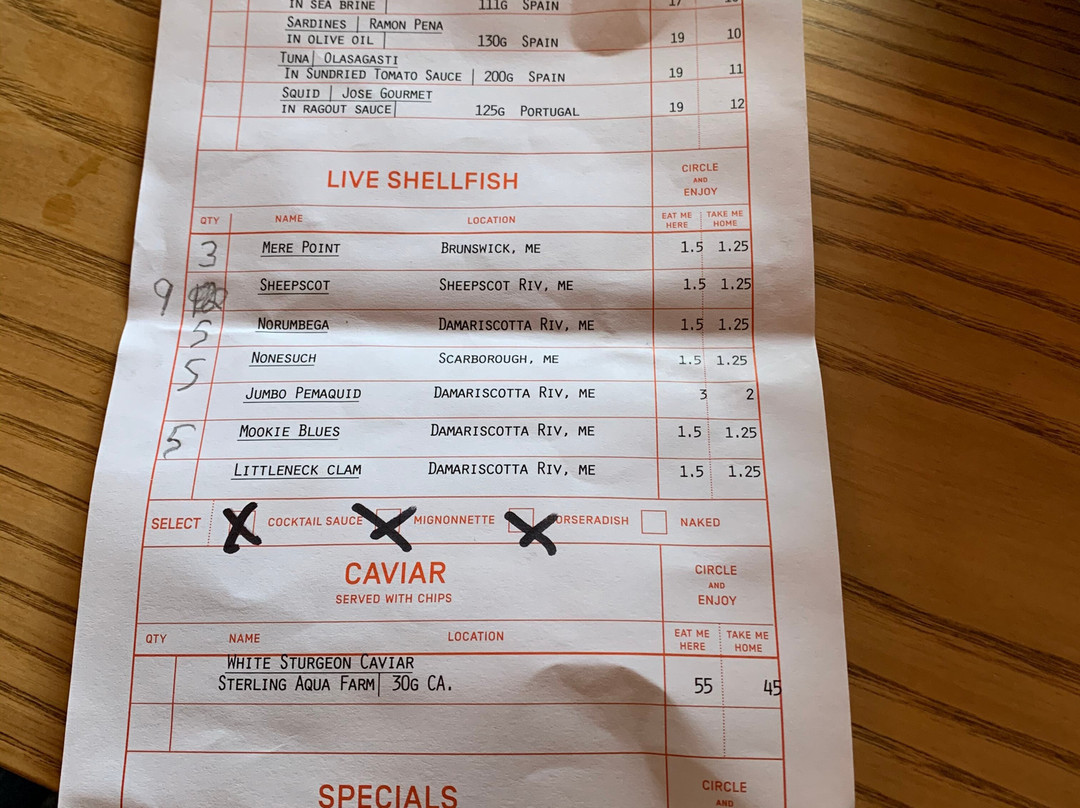 IN SEA BRINE | 111G SPAIN 17
SARDINES | RAMON PENA
IN OLIVE OIL | 130G SPAIN 19 10
TUNA | OLASAGASTI
IN SUNDRIED TOMATO SAUCE | 200G SPAIN 19 11
SQUID | JOSE GOURMET
IN RAGOUT SAUCE| 125G PORTUGAL 19 12
LIVE SHELLFISH CIRCLE
AND
ENJOY
QTY NAME LOCATION EAT ME HERE TAKE ME HOME
3 MERE POINT BRUNSWICK, ME 1.5 1.25
9 SHEEPSCOT SHEEPSCOT RIV, ME 1.5 1.25
5 NORUMBEGA DAMARISCOTTA RIV, ME 1.5 1.25
5 NONESUCH SCARBOROUGH, ME 1.5 1.25
JUMBO PEMAQUID DAMARISCOTTA RIV, ME 3 2
5 MOOKIE BLUES DAMARISCOTTA RIV, ME 1.5 1.25
LITTLENECK CLAM DAMARISCOTTA RIV, ME 1.5 1.25
SELECT X COCKTAIL SAUCE X MIGNONNETTE X HORSERADISH NAKED
CAVIAR CIRCLE
SERVED WITH CHIPS AND
ENJOY
QTY NAME LOCATION EAT ME HERE TAKE ME HOME
WHITE STURGEON CAVIAR
STERLING AQUA FARM| 30G CA. 55 45
SPECIALS CIRCLE
AND